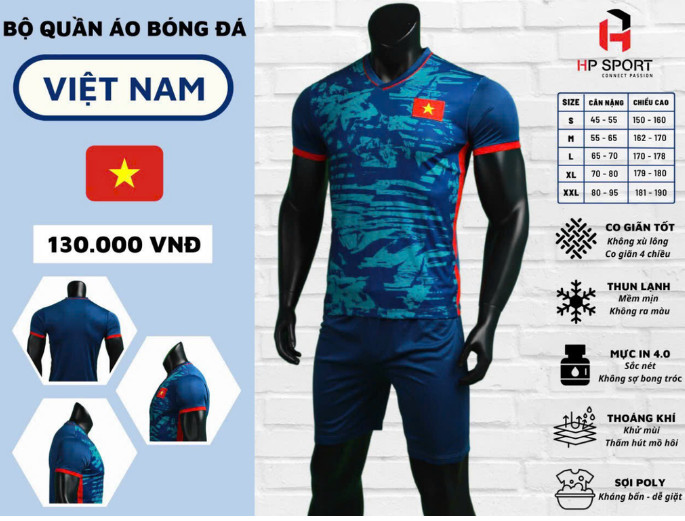 BỘ QUẦN ÁO BÓNG ĐÁ
VIỆT NAM
130.000 VNĐ
HP SPORT
CONNECT PASSION
SIZE CÂN NẶNG CHIỀU CAO
S 45 - 55 150 - 160
M 55 - 65 162 - 170
L 65 - 70 170 - 178
XL 70 - 80 179 - 180
XXL 80 - 95 181 - 190
CO GIÃN TỐT
Không xù lông
Co giãn 4 chiều
THUN LẠNH
Mềm mịn
Không ra màu
MỰC IN 4.0
Sắc nét
Không sợ bong tróc
THOÁNG KHÍ
Khử mùi
Thấm hút mồ hôi
SỢI POLY
Kháng bẩn - dễ giặt